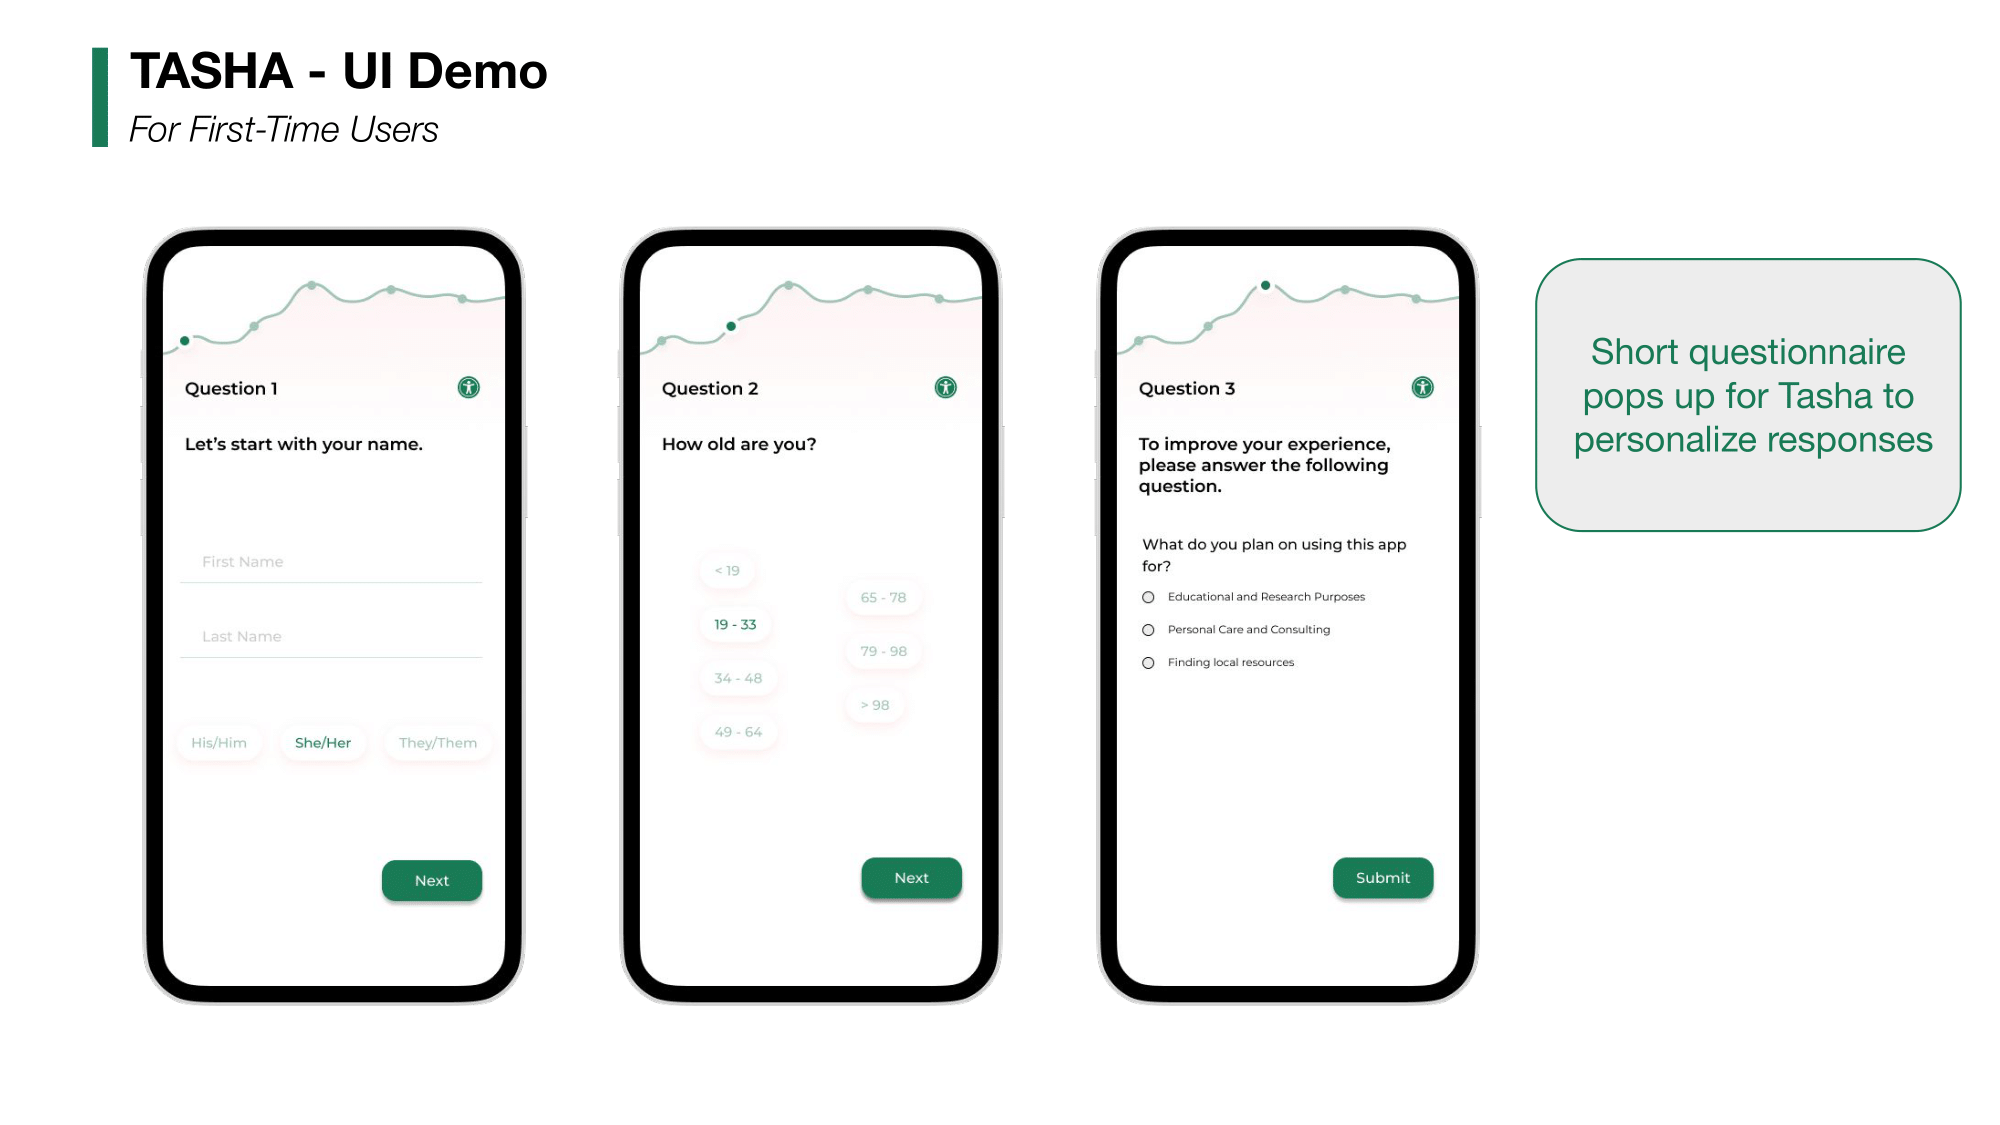 TASHA - UI Demo
For First-Time Users
Question 1
Let's start with your name.
First Name
Last Name
His/Him
She/Her
They/Them
Next
Question 2
How old are you?
< 19
19 - 33
34 - 48
49 - 64
65 - 78
79 - 98
> 98
Next
Question 3
To improve your experience,
please answer the following
question.
What do you plan on using this app
for?
Educational and Research Purposes
Personal Care and Consulting
Finding local resources
Submit
Short questionnaire
pops up for Tasha to
personalize responses